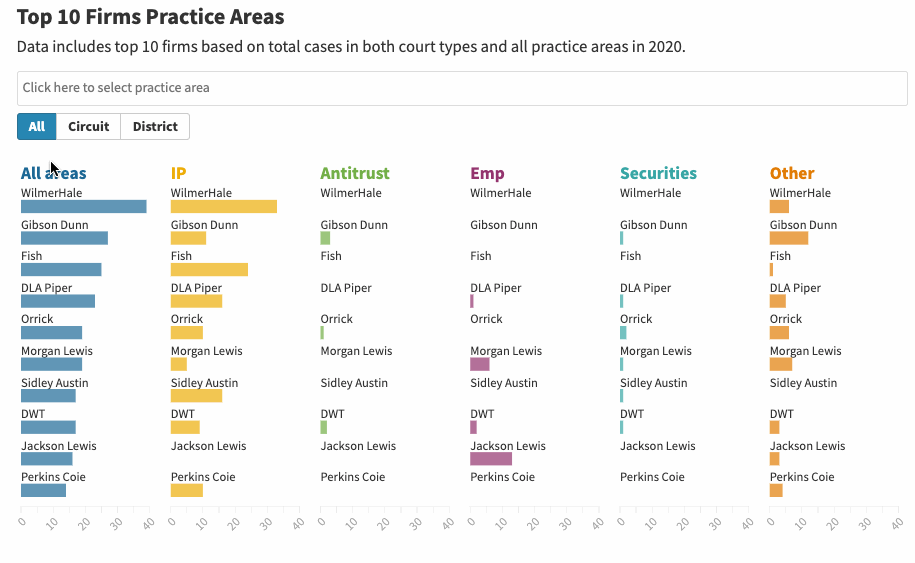 Top 10 Firms Practice Areas
Data includes top 10 firms based on total cases in both court types and all practice areas in 2020.
Click here to select practice area
All Circuit District
All areas IP Antitrust Emp Securities Other
WilmerHale WilmerHale WilmerHale WilmerHale WilmerHale WilmerHale
Gibson Dunn Gibson Dunn Gibson Dunn Gibson Dunn Gibson Dunn Gibson Dunn
Fish Fish Fish Fish Fish Fish
DLA Piper DLA Piper DLA Piper DLA Piper DLA Piper DLA Piper
Orrick Orrick Orrick Orrick Orrick Orrick
Morgan Lewis Morgan Lewis Morgan Lewis Morgan Lewis Morgan Lewis Morgan Lewis
Sidley Austin Sidley Austin Sidley Austin Sidley Austin Sidley Austin Sidley Austin
DWT DWT DWT DWT DWT DWT
Jackson Lewis Jackson Lewis Jackson Lewis Jackson Lewis Jackson Lewis Jackson Lewis
Perkins Coie Perkins Coie Perkins Coie Perkins Coie Perkins Coie Perkins Coie
0 10 20 30 40 0 10 20 30 40 0 10 20 30 40 0 10 20 30 40 0 10 20 30 40 0 10 20 30 40